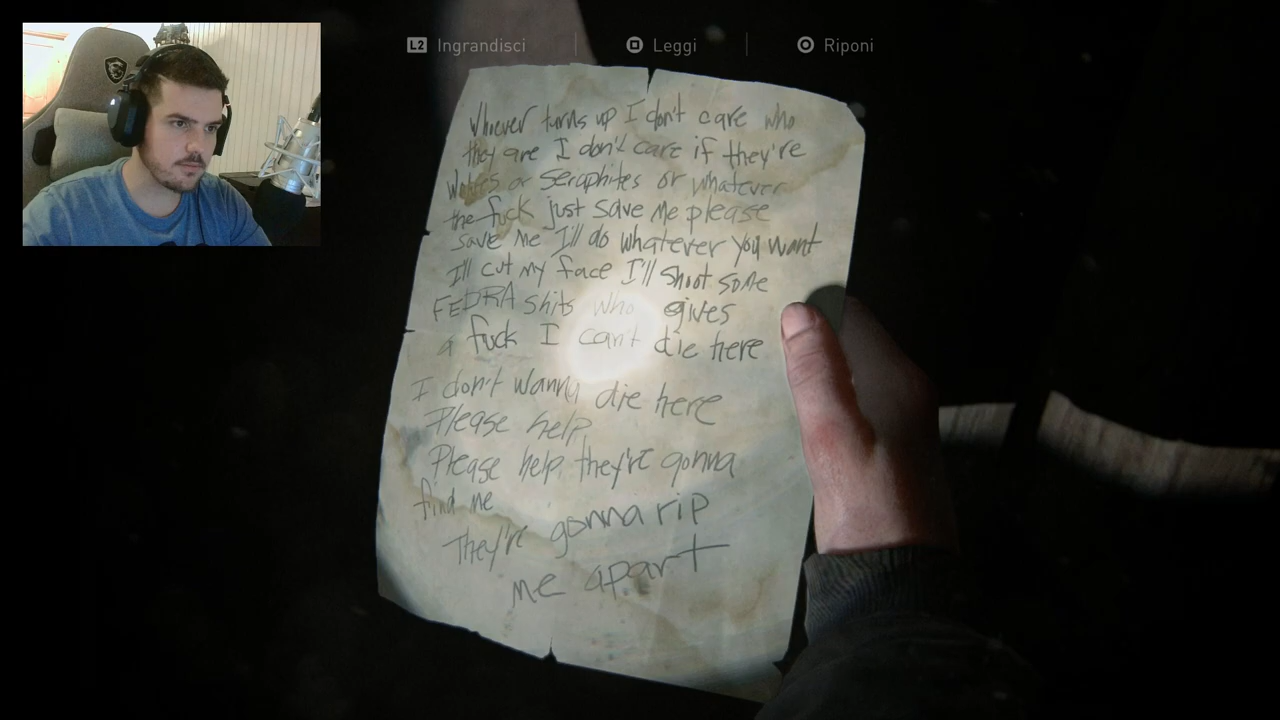 L2 Ingrandisci
Leggi
Riponi
Whoever turns up I don't care who
they are I don't care if they're
Wolves or Seraphites or whatever
the fuck just save me please
save me I'll do whatever you want
I'll cut my face I'll shoot some
FEDRA shits who gives
a fuck I can't die here
I don't wanna die here
Please help
Please help they're gonna
find me
They're gonna rip
me apart